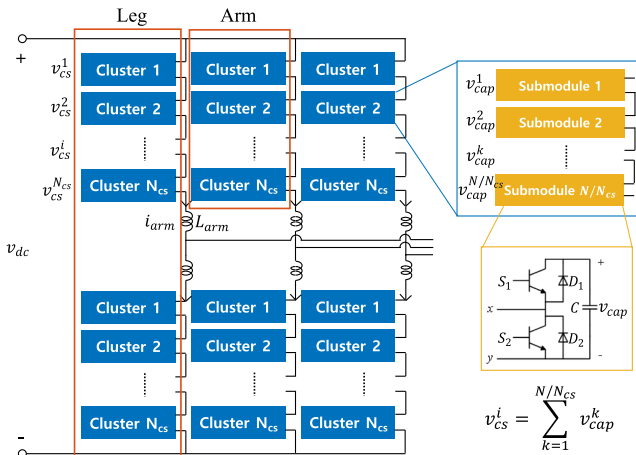 Leg Arm
+
v_cs^1 Cluster 1 Cluster 1 Cluster 1
v_cs^2 Cluster 2 Cluster 2 Cluster 2
v_cs^i
v_cs^{N_cs} Cluster N_cs Cluster N_cs Cluster N_cs
i_arm L_arm
v_dc
Cluster 1 Cluster 1 Cluster 1
Cluster 2 Cluster 2 Cluster 2
Cluster N_cs Cluster N_cs Cluster N_cs
-
v_cap^1 Submodule 1
v_cap^2 Submodule 2
v_cap^k
v_cap^{N/N_cs} Submodule N/N_cs
S_1 D_1 +
x C v_cap
S_2 D_2
y -
v_cs^i = \sum_{k=1}^{N/N_cs} v_cap^k